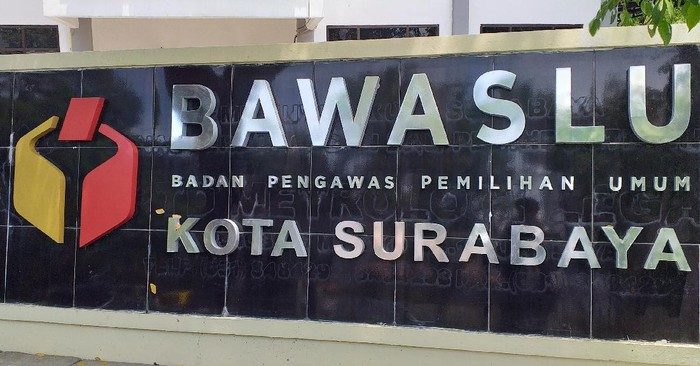 BAWASLU
BADAN PENGAWAS PEMILIHAN UMUM
KOTA SURABAYA